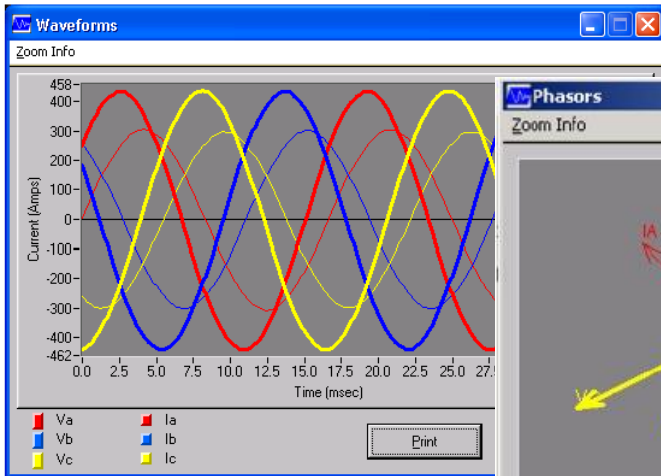 Waveforms
Zoom Info
458
400
300
200
100
0
-100
-200
-300
-400
-462
Current (Amps)
0.0 2.5 5.0 7.5 10.0 12.5 15.0 17.5 20.0 22.5 25.0 27.5
Time (msec)
Va Ia
Vb Ib
Vc Ic
Print
Phasors
Zoom Info
IA